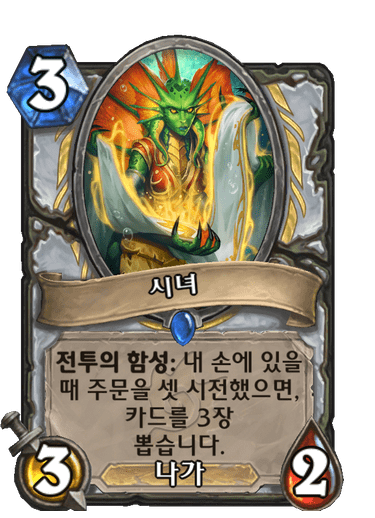 3
시녀
전투의 함성: 내 손에 있을
때 주문을 셋 시전했으면,
카드를 3장
뽑습니다.
나가
3
2